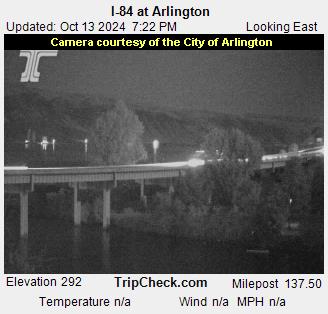 I-84 at Arlington
Updated: Oct 13 2024 7:22 PM Looking East
Camera courtesy of the City of Arlington
Elevation 292 TripCheck.com Milepost 137.50
Temperature n/a Wind n/a MPH n/a